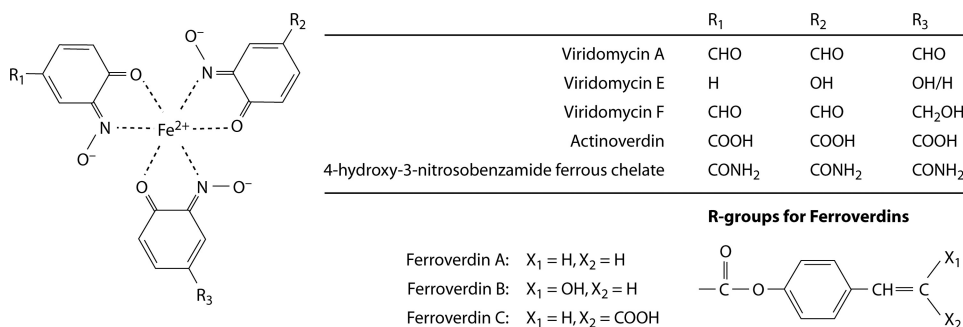 R₁ R₂ R₃
Viridomycin A CHO CHO CHO
Viridomycin E H OH OH/H
Viridomycin F CHO CHO CH₂OH
Actinoverdin COOH COOH COOH
4-hydroxy-3-nitrosobenzamide ferrous chelate CONH₂ CONH₂ CONH₂
R-groups for Ferroverdins
Ferroverdin A: X₁ = H, X₂ = H
Ferroverdin B: X₁ = OH, X₂ = H
Ferroverdin C: X₁ = H, X₂ = COOH
O
C O CH C
X₁
X₂
R₂
O⁻
N
O
R₁
O
N
O⁻
Fe²⁺
O N O⁻
R₃